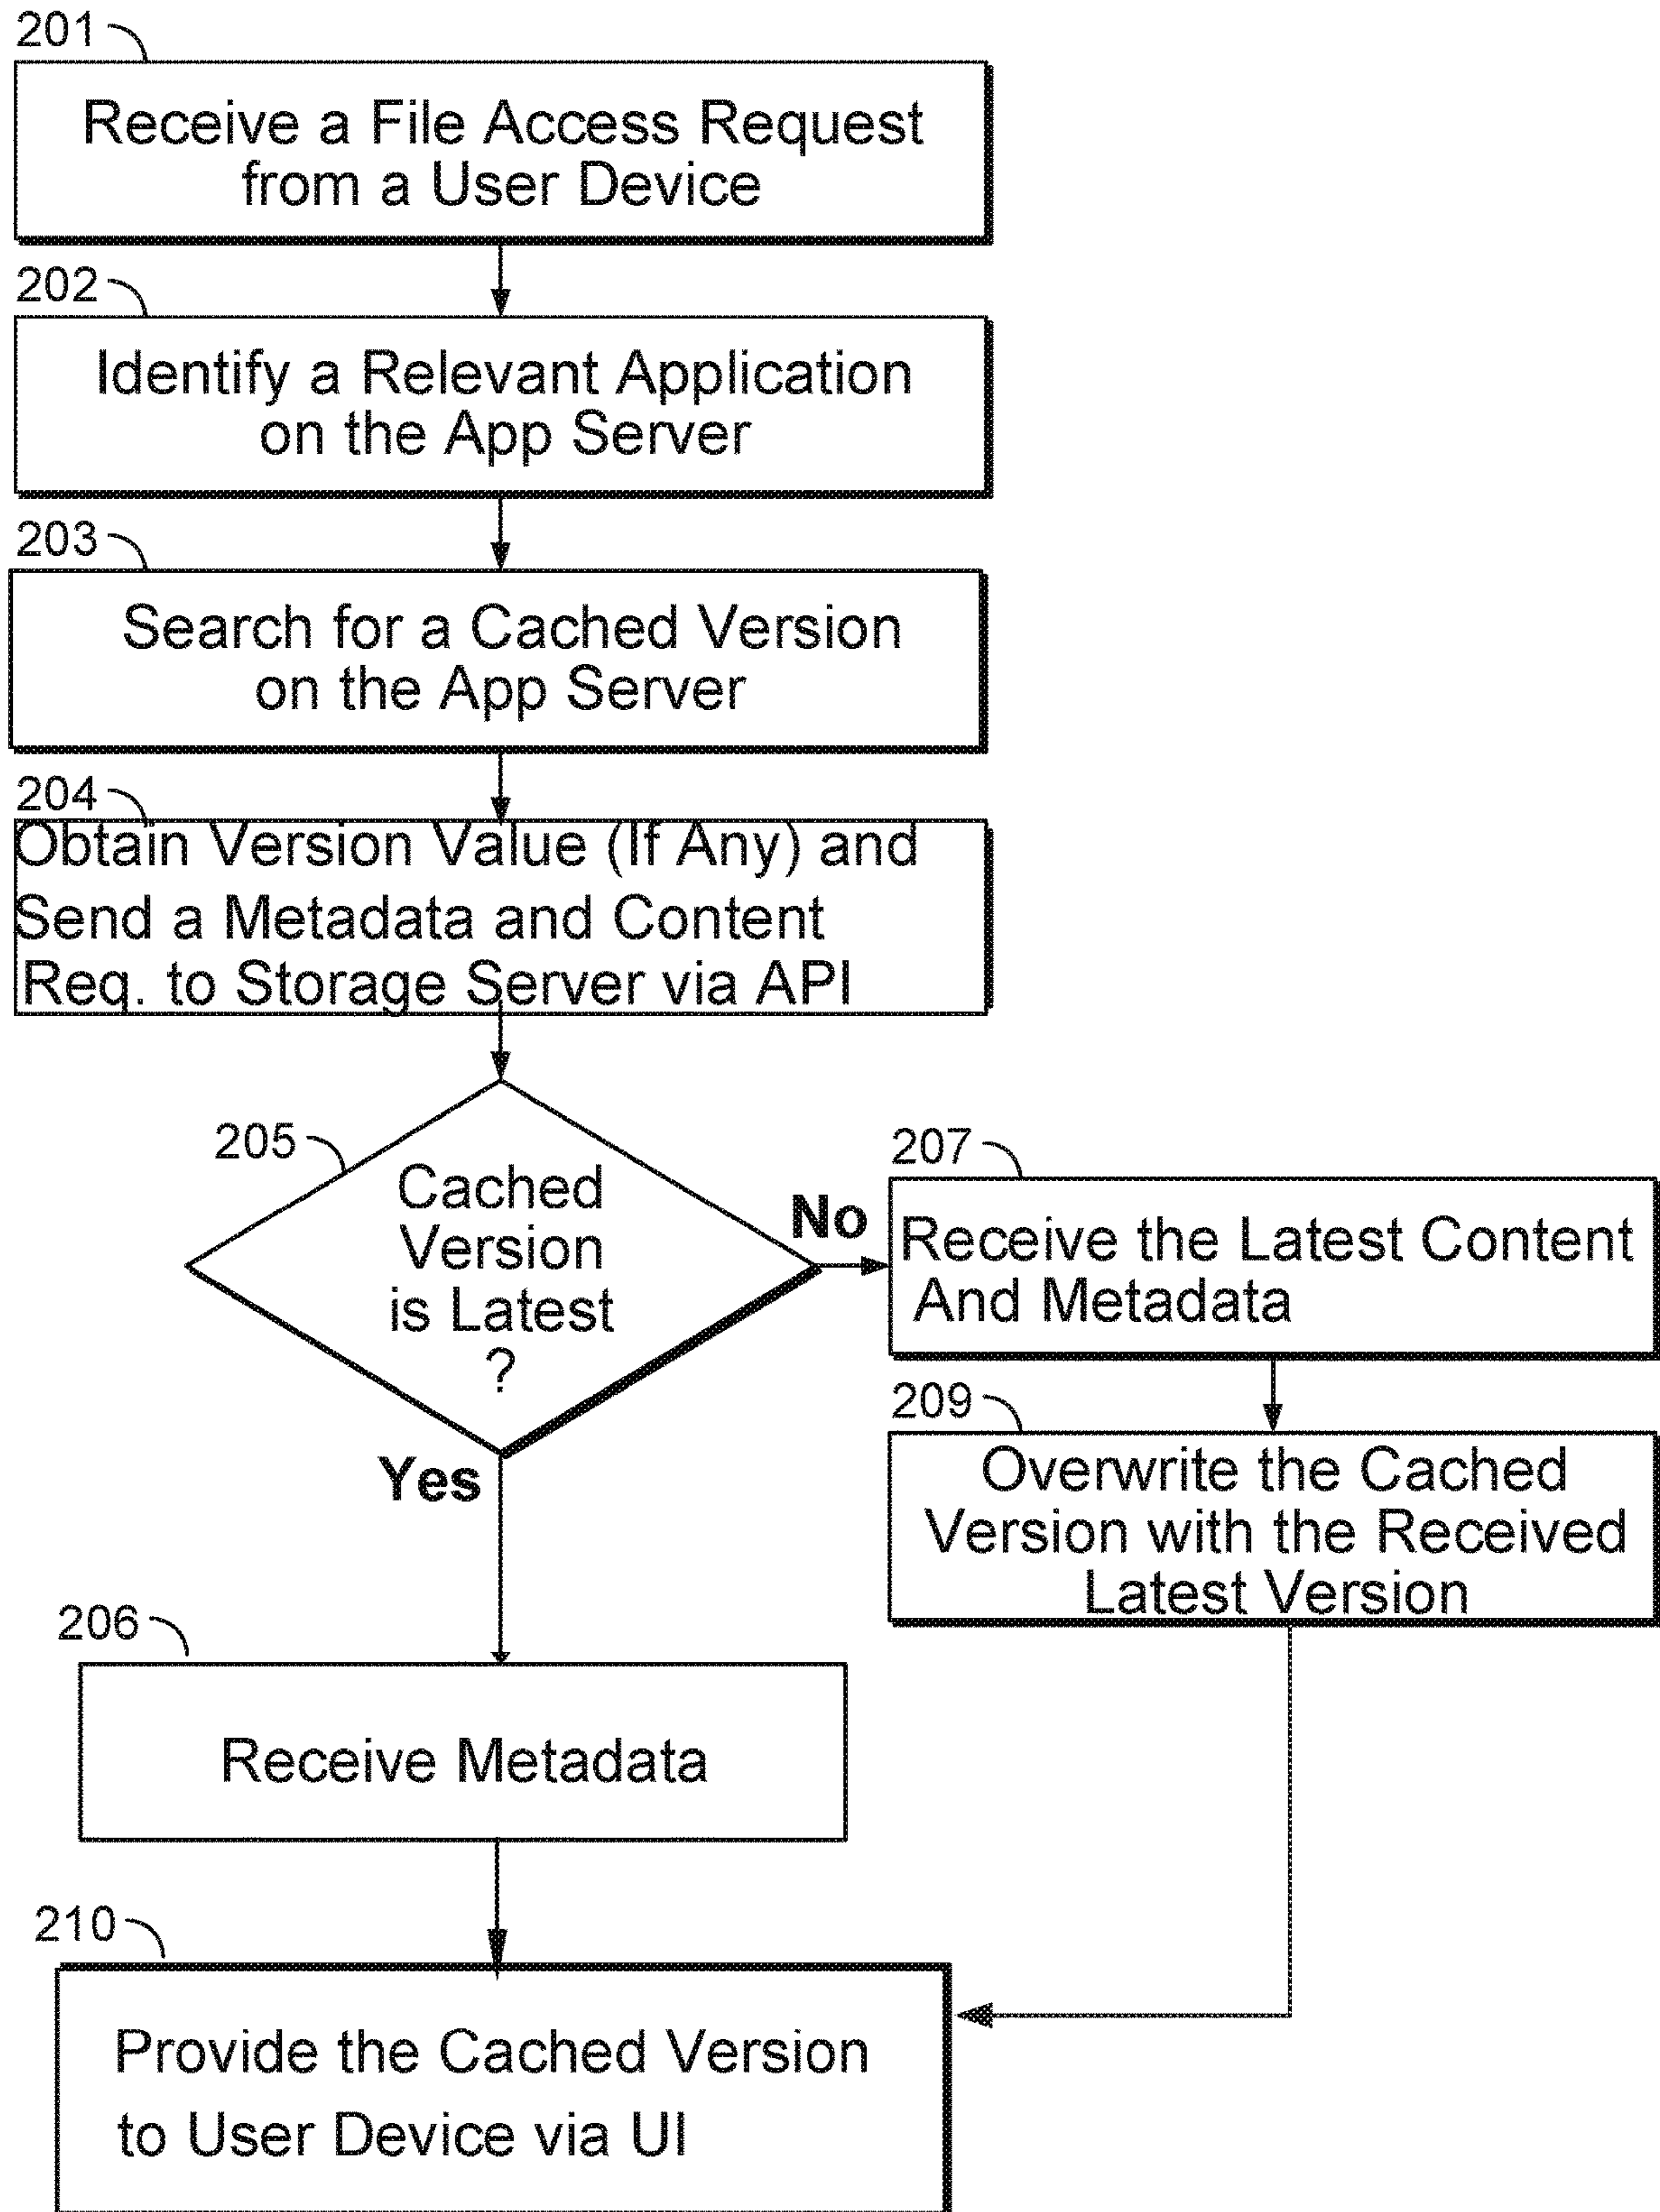 201
Receive a File Access Request
from a User Device
202
Identify a Relevant Application
on the App Server
203
Search for a Cached Version
on the App Server
204
Obtain Version Value (If Any) and
Send a Metadata and Content
Req. to Storage Server via API
205
Cached
Version
is Latest
?
No
Yes
207
Receive the Latest Content
And Metadata
209
Overwrite the Cached
Version with the Received
Latest Version
206
Receive Metadata
210
Provide the Cached Version
to User Device via UI